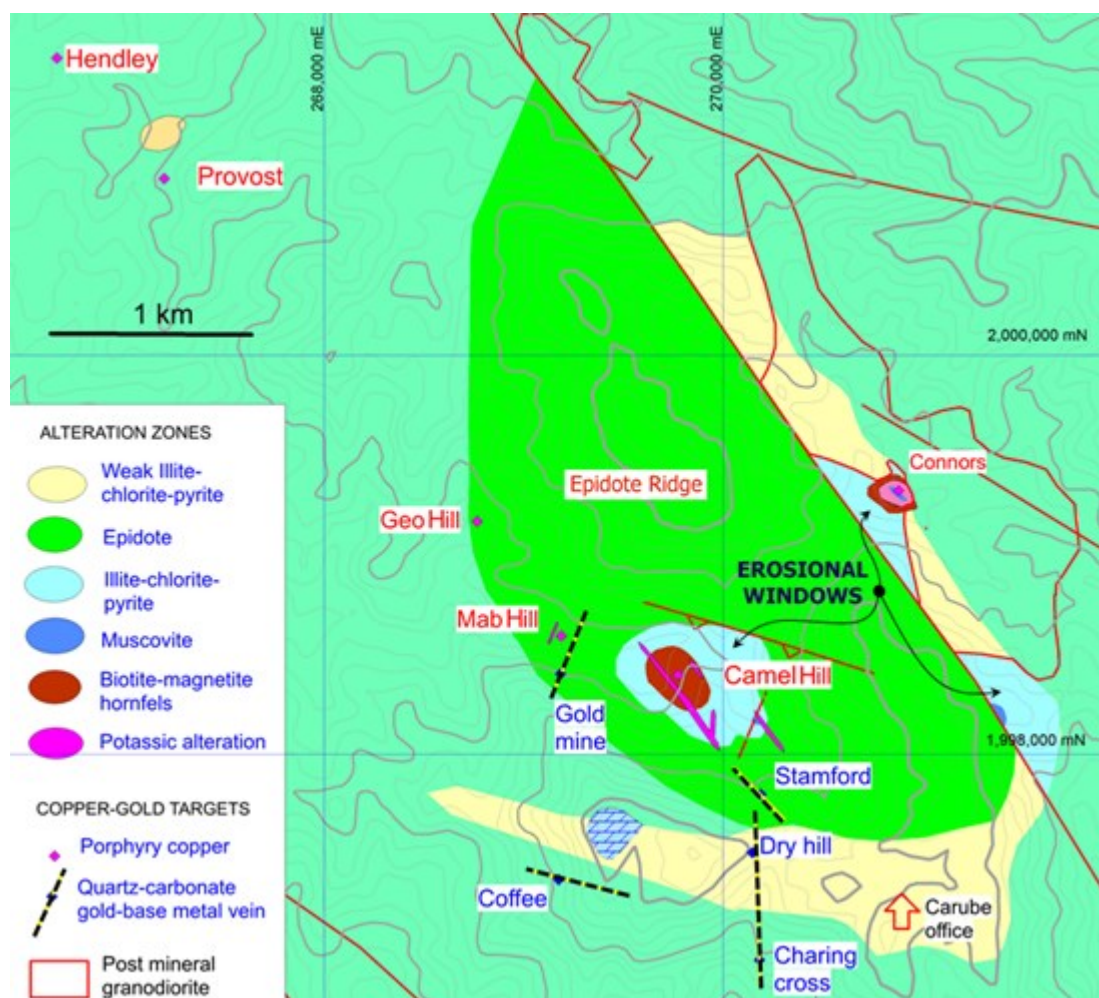 Hendley
268,000 mE
270,000 mE
Provost
1 km
2,000,000 mN
ALTERATION ZONES
Weak Illite-
chlorite-pyrite
Epidote
Illite-chlorite-
pyrite
Muscovite
Biotite-magnetite
hornfels
Potassic alteration
COPPER-GOLD TARGETS
Porphyry copper
Quartz-carbonate
gold-base metal vein
Post mineral
granodiorite
Connors
Epidote Ridge
Geo Hill
EROSIONAL
WINDOWS
Mab Hill
Camel Hill
Gold
mine
1,998,000 mN
Stamford
Dry hill
Coffee
Carube
office
Charing
cross